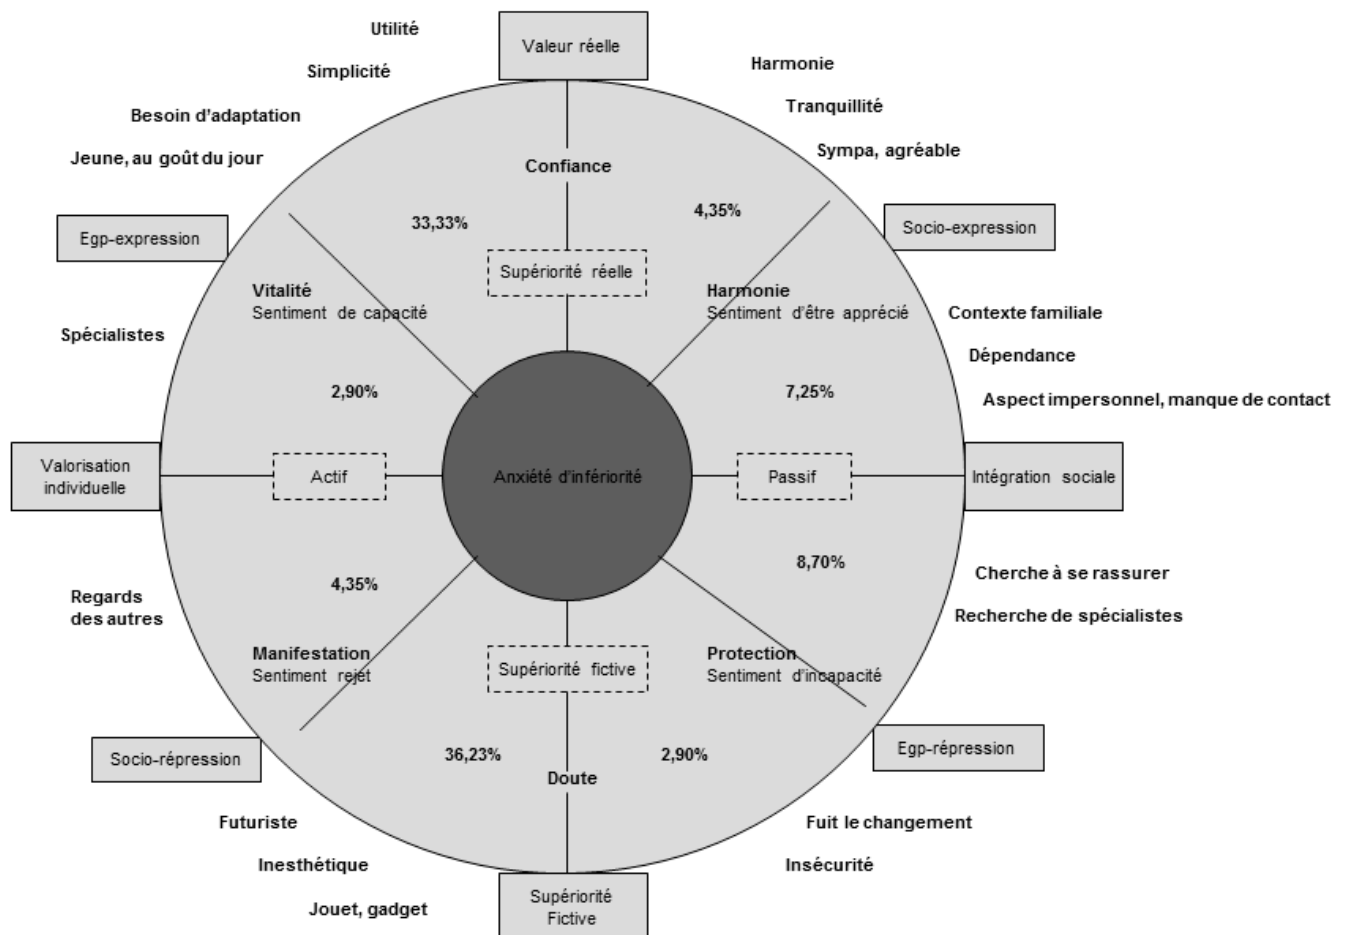 Utilité
Valeur réelle
Harmonie
Simplicité
Tranquillité
Besoin d'adaptation
Jeune, au goût du jour
Sympa, agréable
Confiance
33,33%
4,35%
Egp-expression
Socio-expression
Supériorité réelle
Vitalité
Sentiment de capacité
Harmonie
Sentiment d'être apprécié
Spécialistes
Contexte familiale
Dépendance
2,90%
7,25%
Aspect impersonnel, manque de contact
Valorisation
individuelle
Actif
Anxiété d'infériorité
Passif
Intégration sociale
4,35%
8,70%
Cherche à se rassurer
Regards
des autres
Recherche de spécialistes
Manifestation
Sentiment rejet
Supériorité fictive
Protection
Sentiment d'incapacité
Socio-répression
36,23%
2,90%
Egp-répression
Doute
Futuriste
Fuit le changement
Inesthétique
Insécurité
Jouet, gadget
Supériorité
Fictive